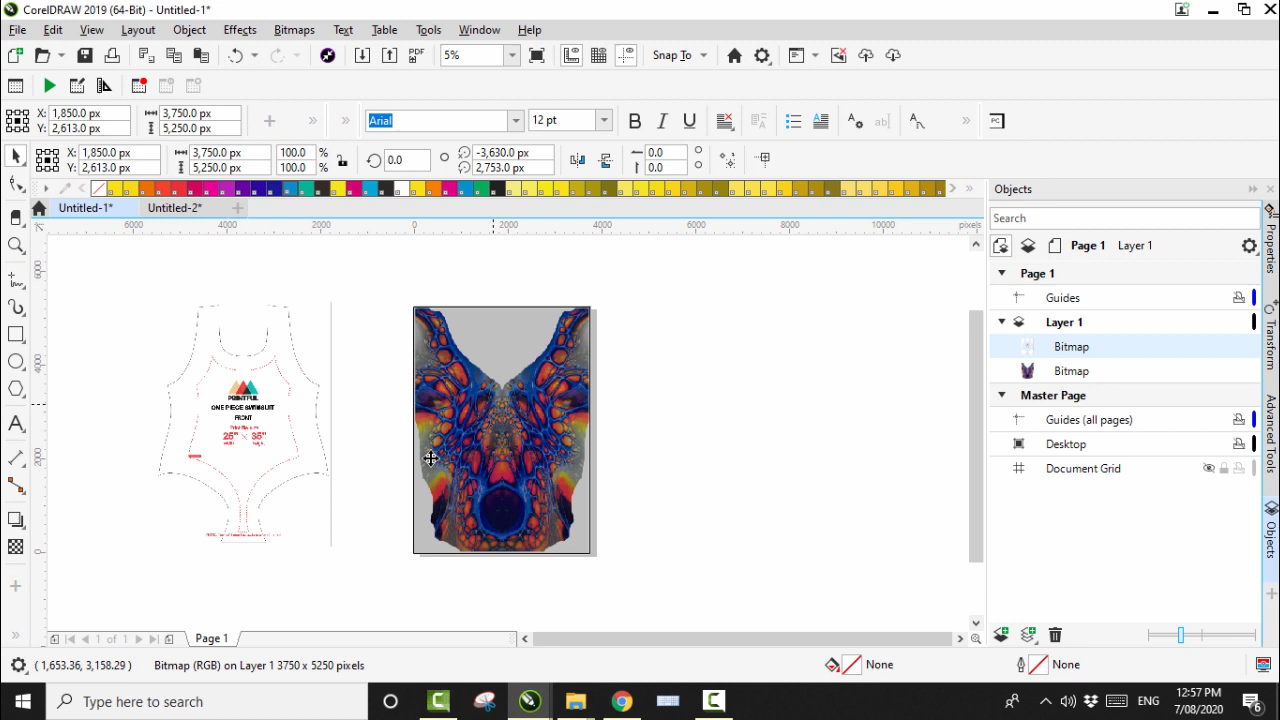 CorelDRAW 2019 (64-Bit) - Untitled-1*
File Edit View Layout Object Effects Bitmaps Text Table Tools Window Help
PDF 5% Snap To
X: 1,850.0 px 3,750.0 px Arial 12 pt B I U PC
Y: 2,613.0 px 5,250.0 px
X: 1,850.0 px 3,750.0 px 100.0 % 0.0 -3,630.0 px 0.0
Y: 2,613.0 px 5,250.0 px 100.0 % 2,753.0 px 0.0
Untitled-1* Untitled-2*
6000 4000 2000 0 2000 4000 6000 8000 10000 pixels
6000
4000
2000
0
PRINTFUL
ONE PIECE SWIMSUIT
FRONT
25" × 35"
Page 1
1 of 1
( 1,653.36, 3,158.29 ) Bitmap (RGB) on Layer 1 3750 x 5250 pixels None None
Objects
Search
Page 1 Layer 1
Page 1
Guides
Layer 1
Bitmap
Bitmap
Master Page
Guides (all pages)
Desktop
Document Grid
Properties
Transform
Advanced Tools
Objects
Type here to search
ENG
12:57 PM
7/08/2020
6